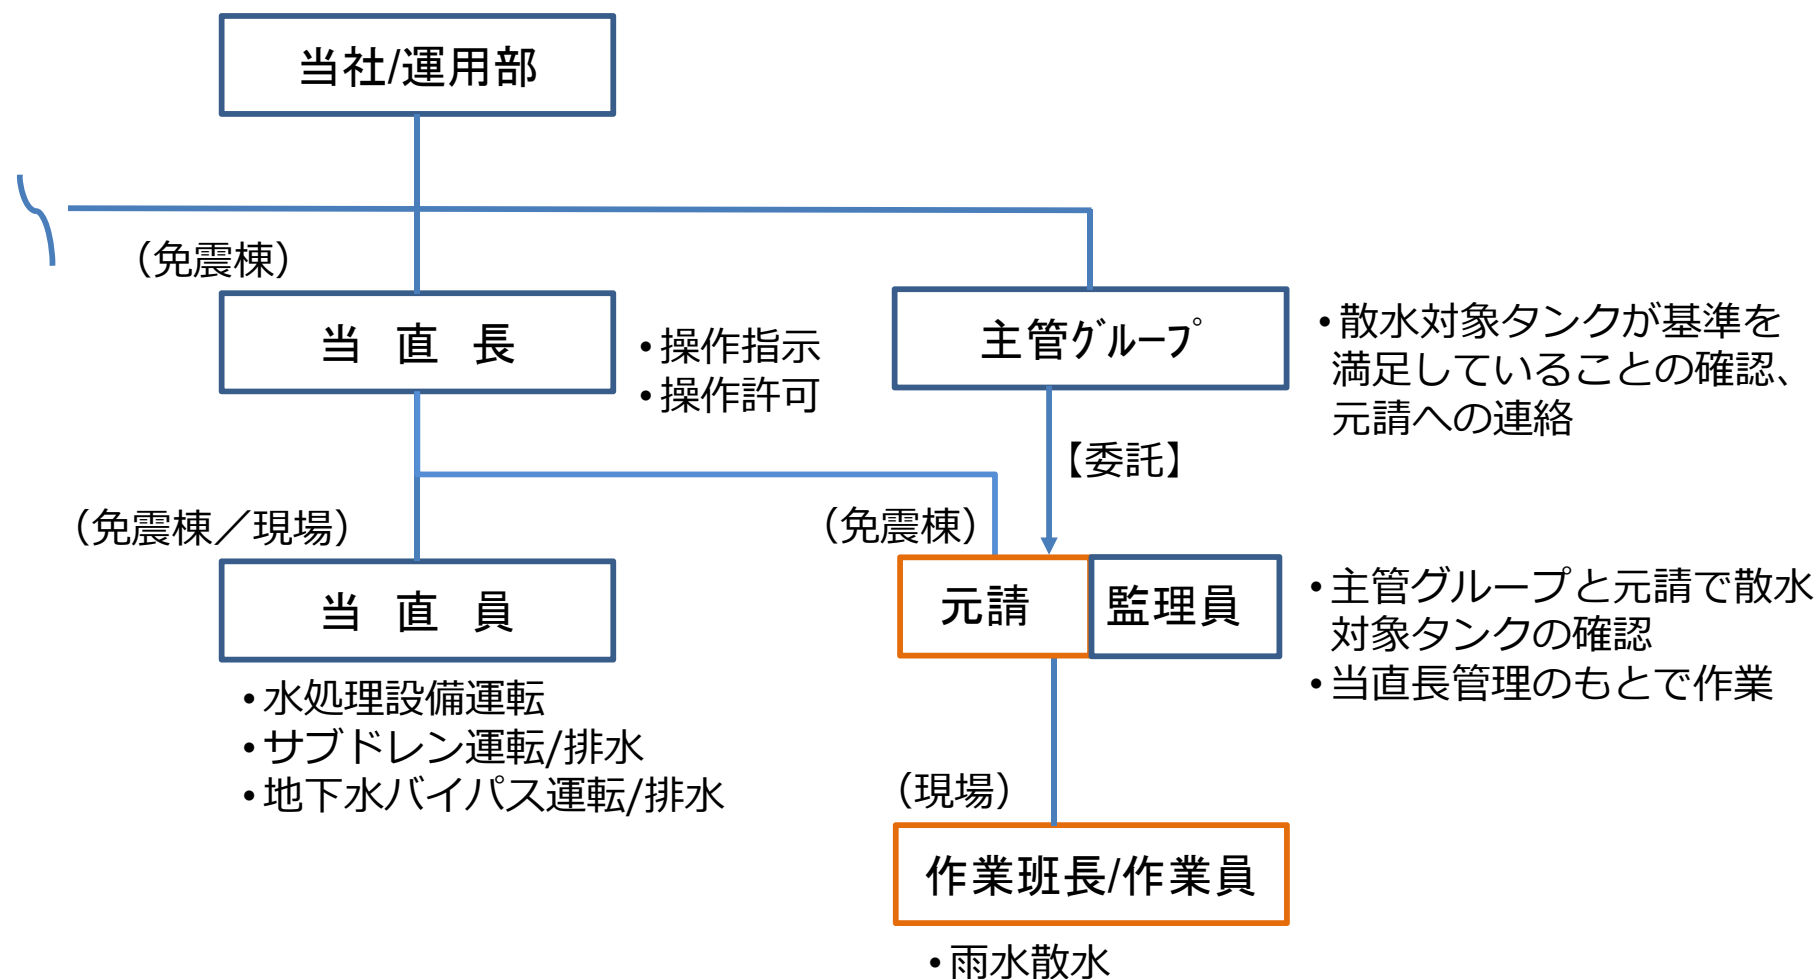 当社/運用部
（免震棟）
当　直　長
・操作指示
・操作許可
主管グループ
・散水対象タンクが基準を
満足していることの確認、
元請への連絡
【委託】
（免震棟／現場）
当　直　員
・水処理設備運転
・サブドレン運転/排水
・地下水バイパス運転/排水
（免震棟）
元請
監理員
・主管グループと元請で散水
対象タンクの確認
・当直長管理のもとで作業
（現場）
作業班長/作業員
・雨水散水